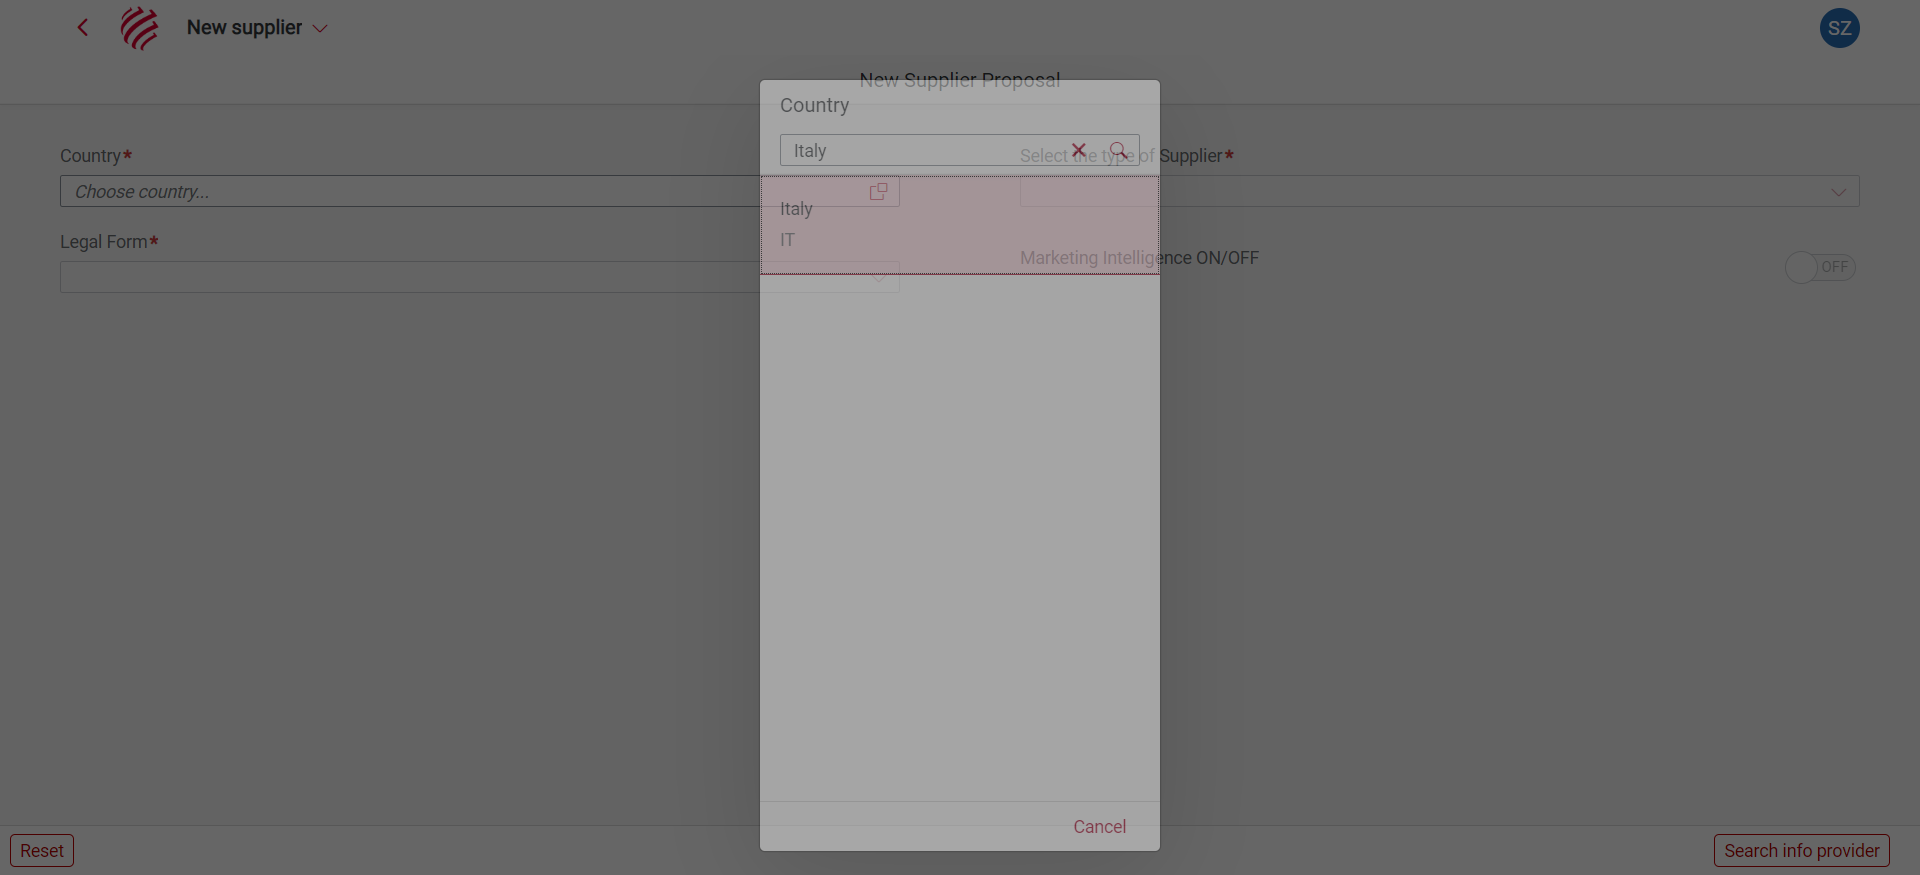 New supplier
SZ
New Supplier Proposal
Country
Italy
Italy
IT
Cancel
Country*
Choose country...
Select the type of Supplier*
Legal Form*
Marketing Intelligence ON/OFF
OFF
Reset
Search info provider